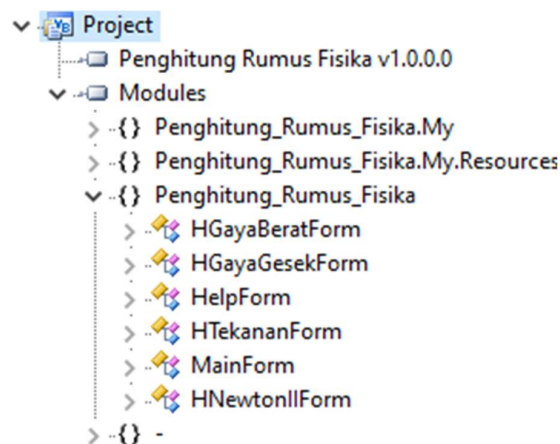 Project
Penghitung Rumus Fisika v1.0.0.0
Modules
{} Penghitung_Rumus_Fisika.My
{} Penghitung_Rumus_Fisika.My.Resources
{} Penghitung_Rumus_Fisika
HGayaBeratForm
HGayaGesekForm
HelpForm
HTekananForm
MainForm
HNewtonIIForm
{} -